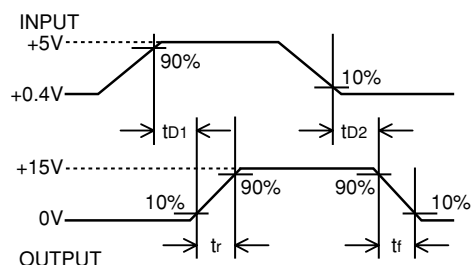 INPUT
+5V
90%
10%
+0.4V
tD1
tD2
+15V
10%
90%
90%
10%
0V
tr
tf
OUTPUT